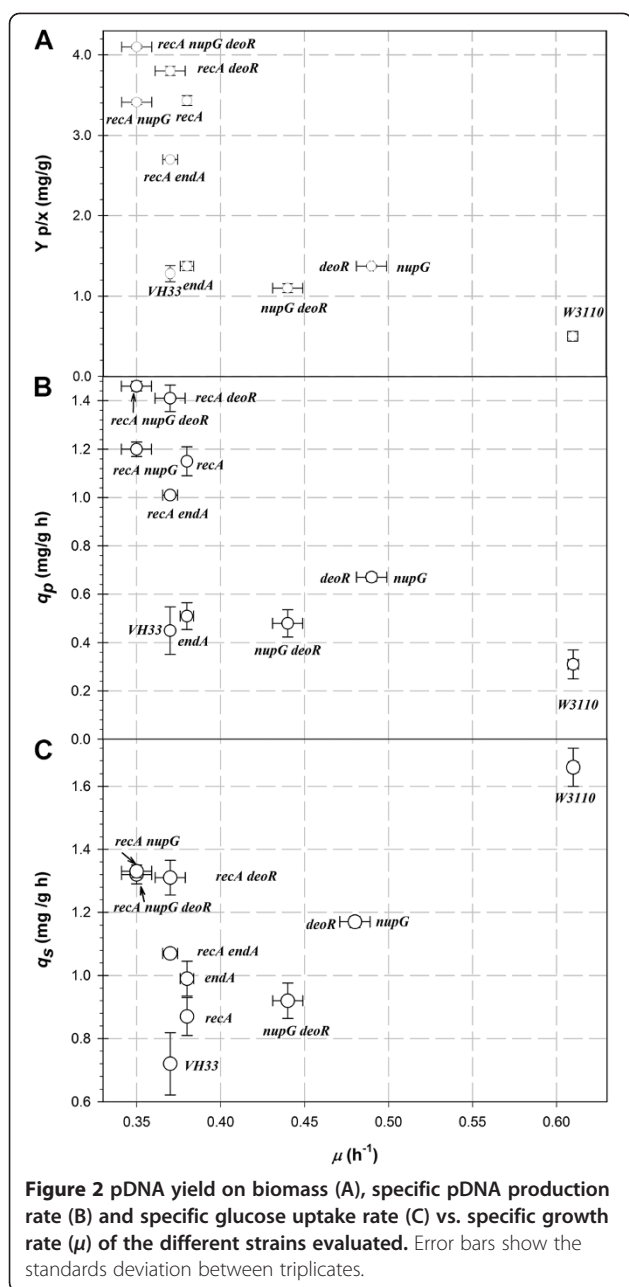 A
4.0
3.0
2.0
1.0
0.0
Y p/x (mg/g)
recA nupG deoR
recA deoR
recA nupG
recA
recA endA
VH33
endA
deoR
nupG
nupG deoR
W3110
B
1.4
1.2
1.0
0.8
0.6
0.4
0.2
0.0
qp (mg/g h)
recA deoR
recA nupG deoR
recA nupG
recA
recA endA
deoR
nupG
VH33
endA
nupG deoR
W3110
C
1.6
1.4
1.2
1.0
0.8
0.6
qs (mg /g h)
W3110
recA nupG
recA deoR
recA nupG deoR
deoR
nupG
recA endA
endA
recA
nupG deoR
VH33
0.35
0.40
0.45
0.50
0.55
0.60
μ (h-1)
Figure 2 pDNA yield on biomass (A), specific pDNA production
rate (B) and specific glucose uptake rate (C) vs. specific growth
rate (μ) of the different strains evaluated. Error bars show the
standards deviation between triplicates.